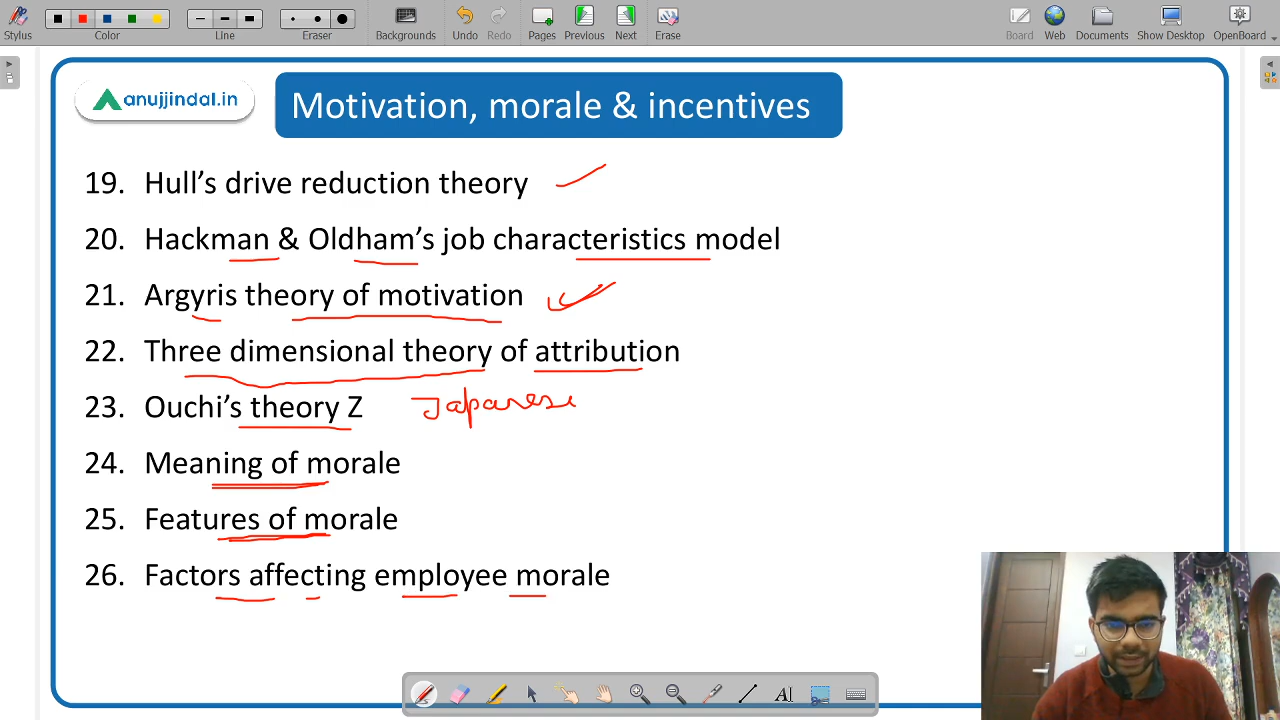 Stylus
Color
Line
Eraser
Backgrounds
Undo
Redo
Pages
Previous
Next
Erase
Board
Web
Documents
Show Desktop
OpenBoard
anujjindal.in
Motivation, morale & incentives
19. Hull’s drive reduction theory
20. Hackman & Oldham’s job characteristics model
21. Argyris theory of motivation
22. Three dimensional theory of attribution
23. Ouchi’s theory Z Japanese
24. Meaning of morale
25. Features of morale
26. Factors affecting employee morale
AI